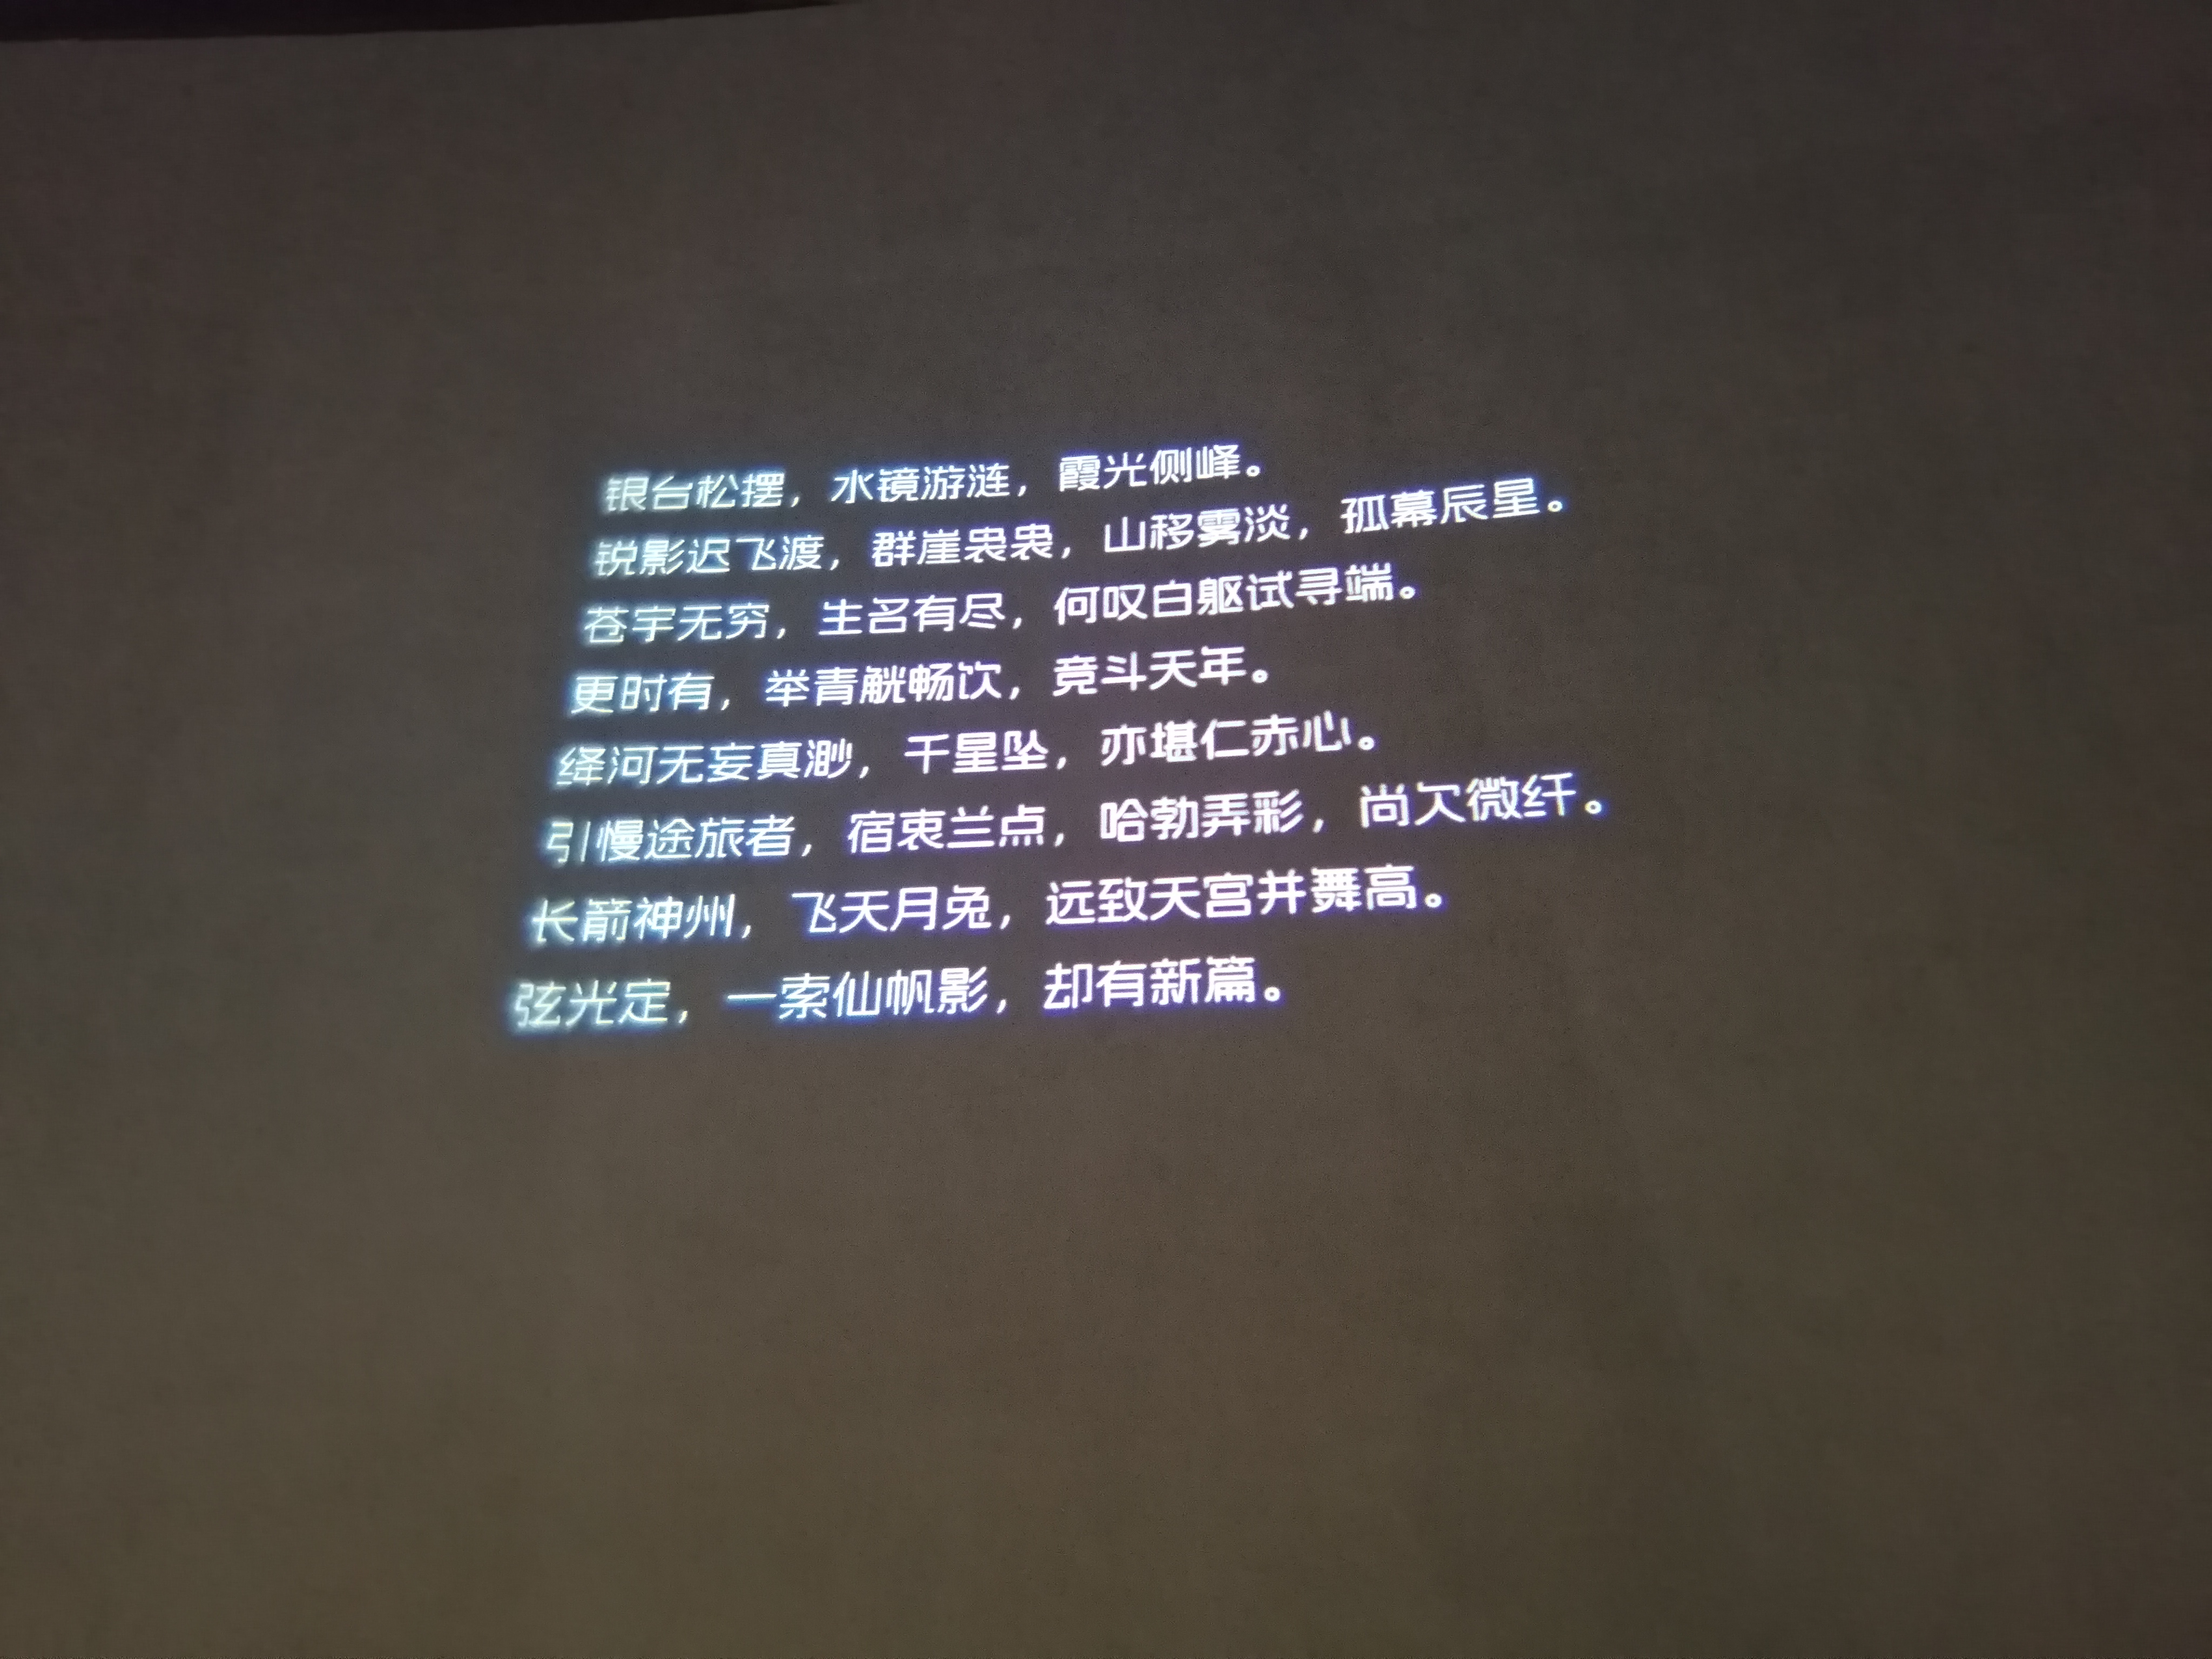 银台松摆，水镜游涟，霞光侧峰。
锐影迟飞渡，群崖袅袅，山移雾淡，孤幕辰星。
苍宇无穷，生名有尽，何叹白躯试寻端。
更时有，举青觥畅饮，竞斗天年。
绛河无妄真渺，千星坠，亦堪仁赤心。
引慢途旅者，宿衷兰点，哈勃弄彩，尚欠微纤。
长箭神州，飞天月兔，远致天宫并舞高。
弦光定，一索仙帆影，却有新篇。